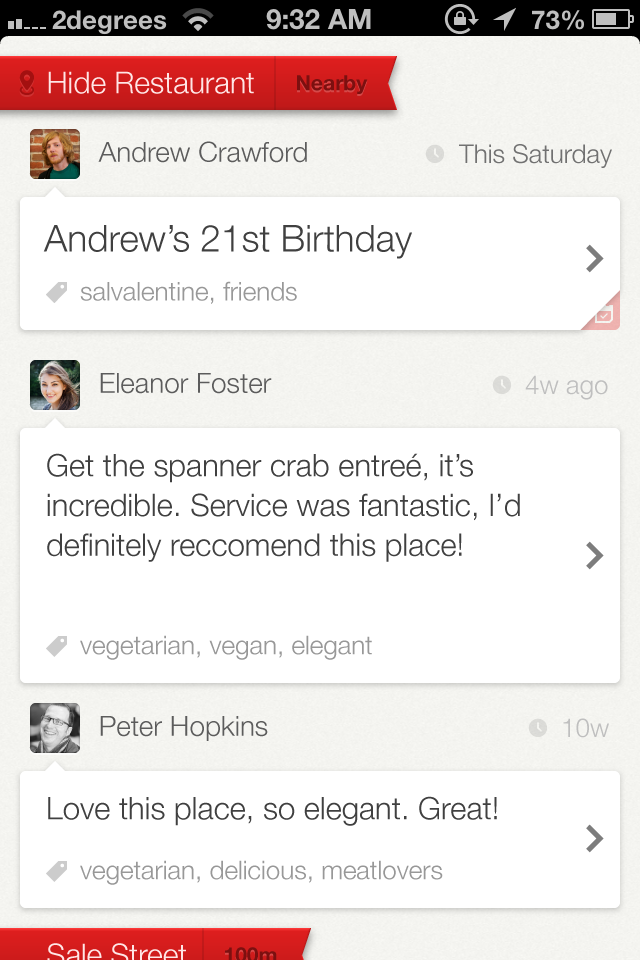 2degrees 9:32 AM 73%
Hide Restaurant Nearby
Andrew Crawford This Saturday
Andrew’s 21st Birthday
salvalentine, friends
Eleanor Foster 4w ago
Get the spanner crab entreé, it’s
incredible. Service was fantastic, I’d
definitely reccomend this place!
vegetarian, vegan, elegant
Peter Hopkins 10w
Love this place, so elegant. Great!
vegetarian, delicious, meatlovers
Sale Street 100m